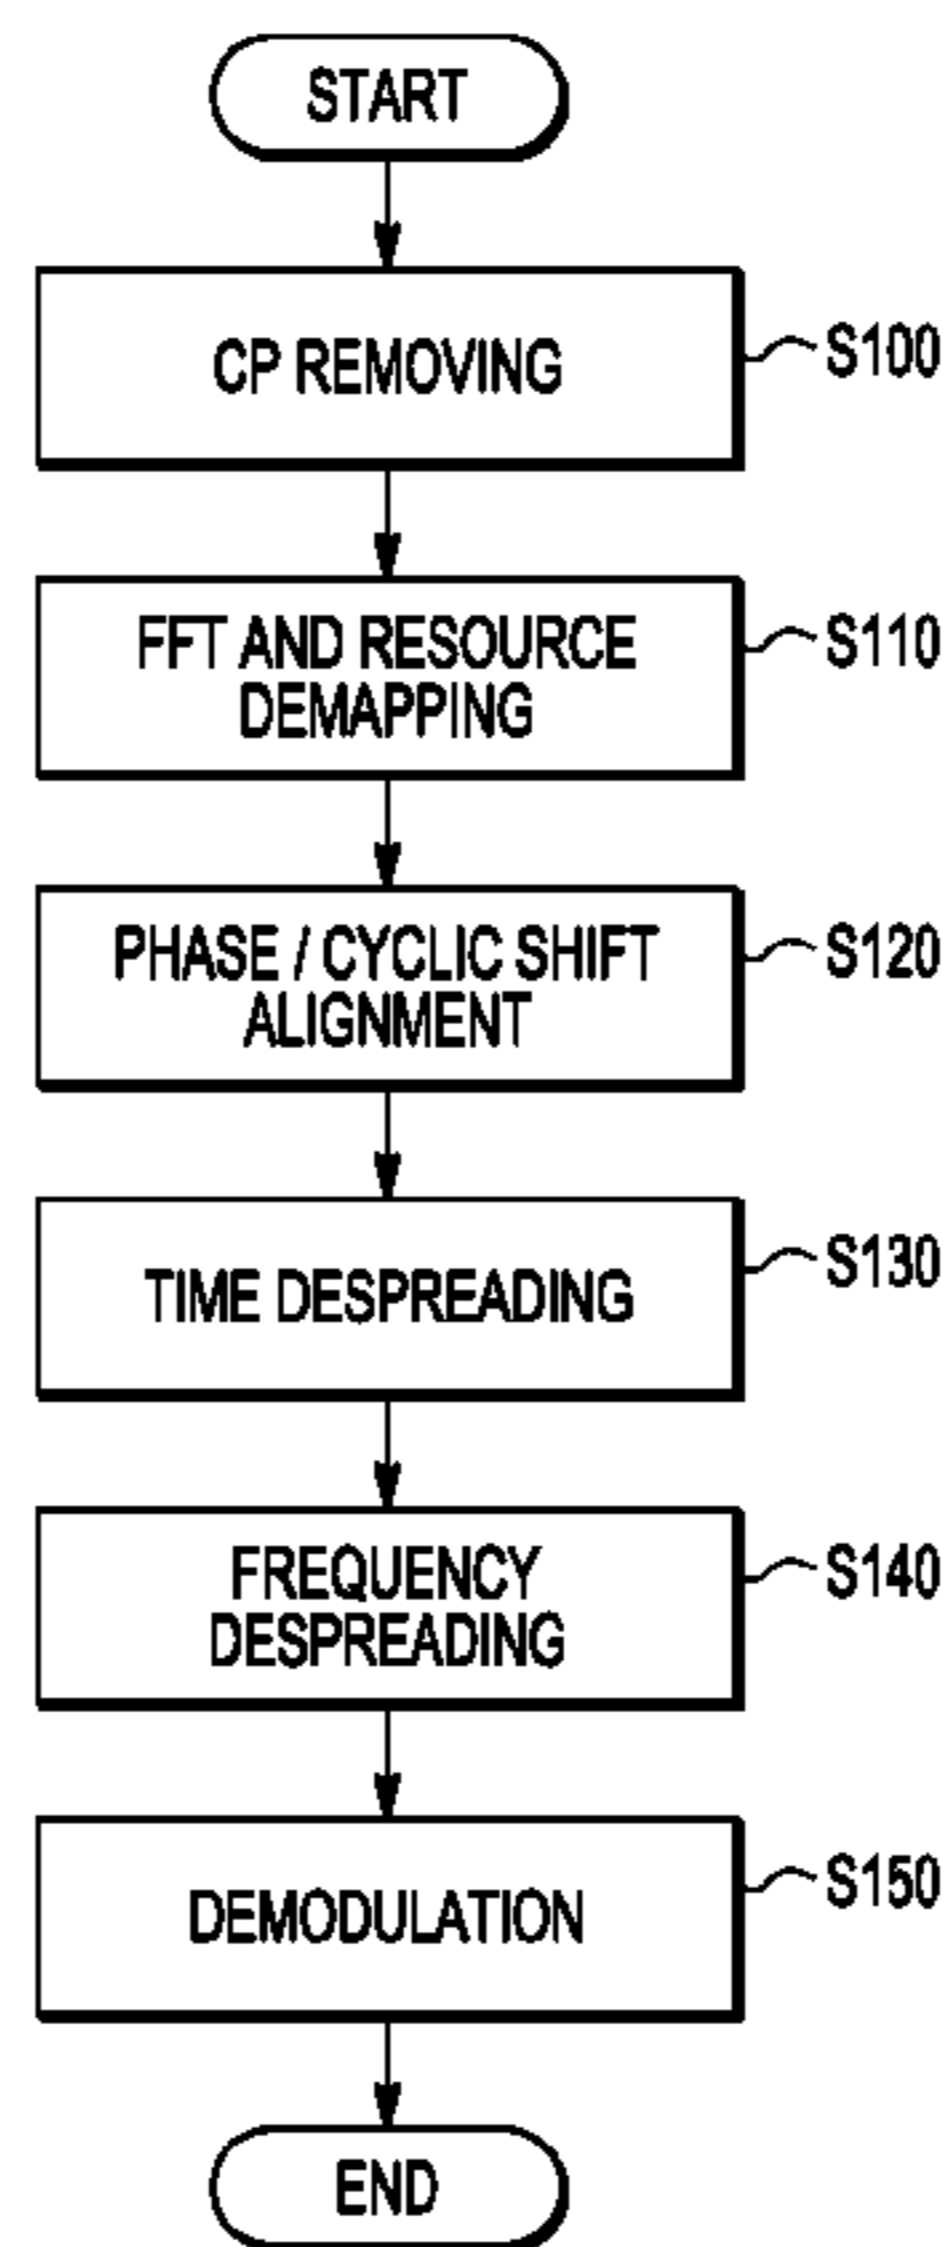 START
CP REMOVING
S100
FFT AND RESOURCE
DEMAPPING
S110
PHASE / CYCLIC SHIFT
ALIGNMENT
S120
TIME DESPREADING
S130
FREQUENCY
DESPREADING
S140
DEMODULATION
S150
END